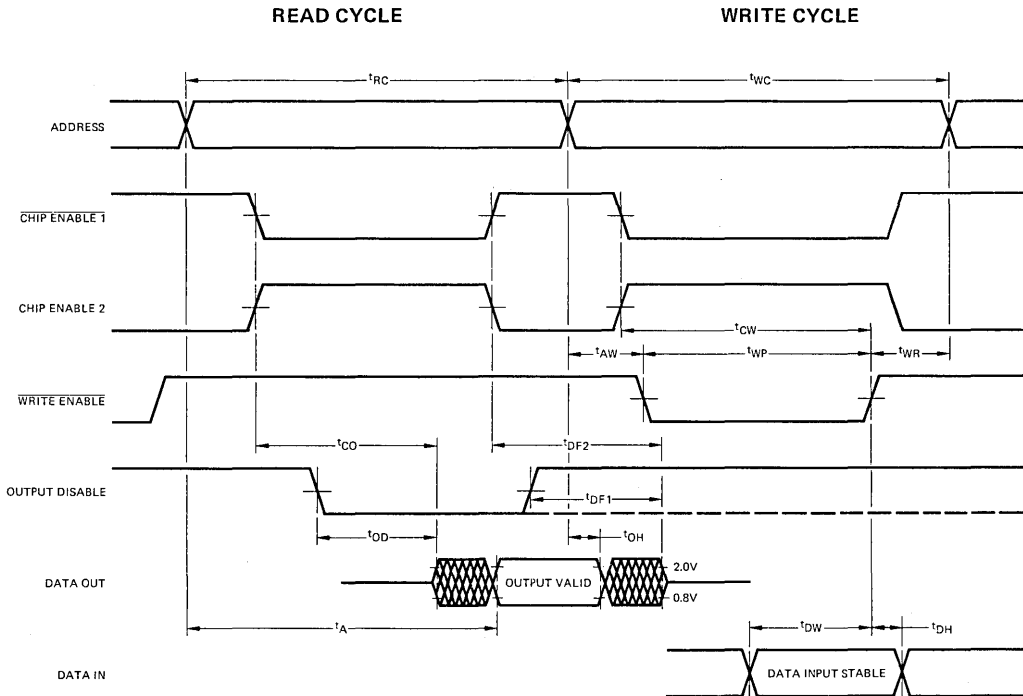 READ CYCLE
WRITE CYCLE
tRC
tWC
ADDRESS
CHIP ENABLE 1
CHIP ENABLE 2
tCW
tAW
tWP
tWR
WRITE ENABLE
tCO
tDF2
OUTPUT DISABLE
tDF1
tOD
tOH
2.0V
DATA OUT
OUTPUT VALID
0.8V
tA
tDW
tDH
DATA IN
DATA INPUT STABLE